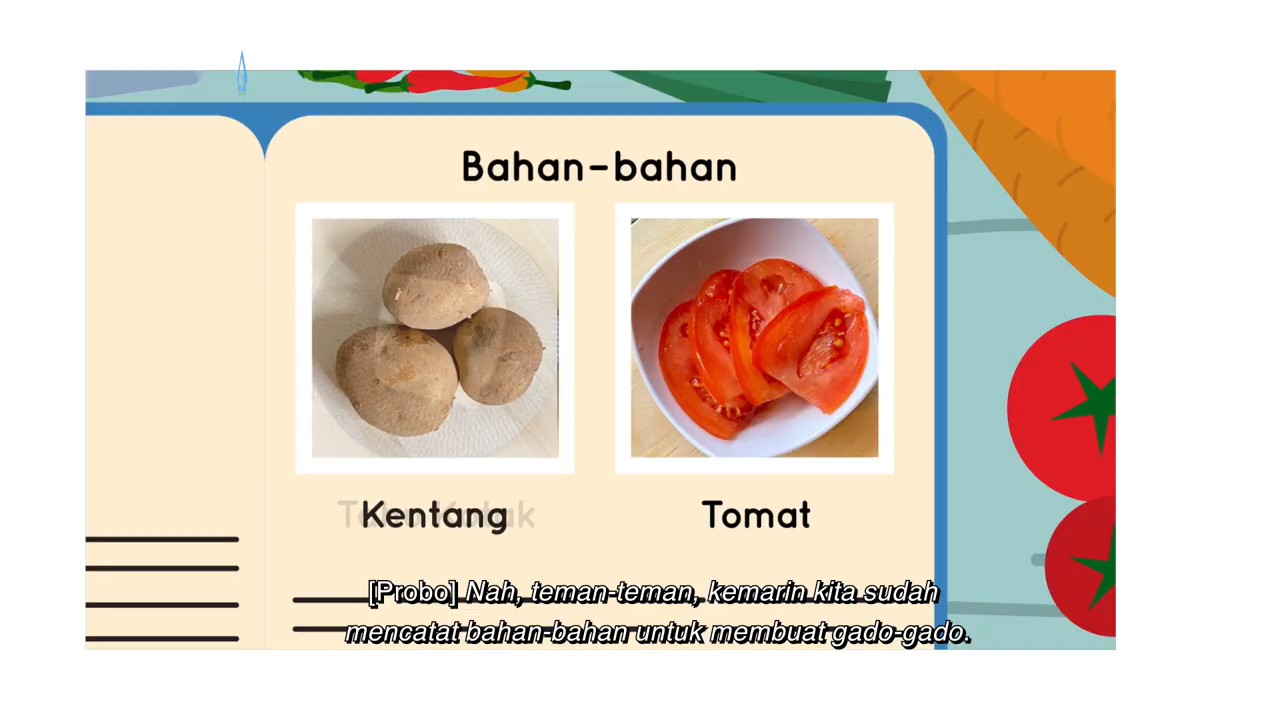 Bahan-bahan
Kentang
Tomat
[Probo] Nah, teman-teman, kemarin kita sudah
mencatat bahan-bahan untuk membuat gado-gado.